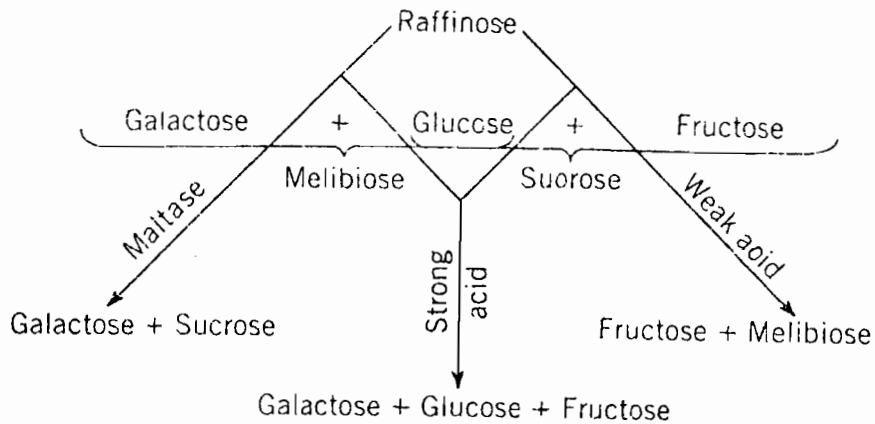 Raffinose
Galactose + Glucose + Fructose
Melibiose Suorose
Maltase
Strong acid
Weak aoid
Galactose + Sucrose
Fructose + Melibiose
Galactose + Glucose + Fructose